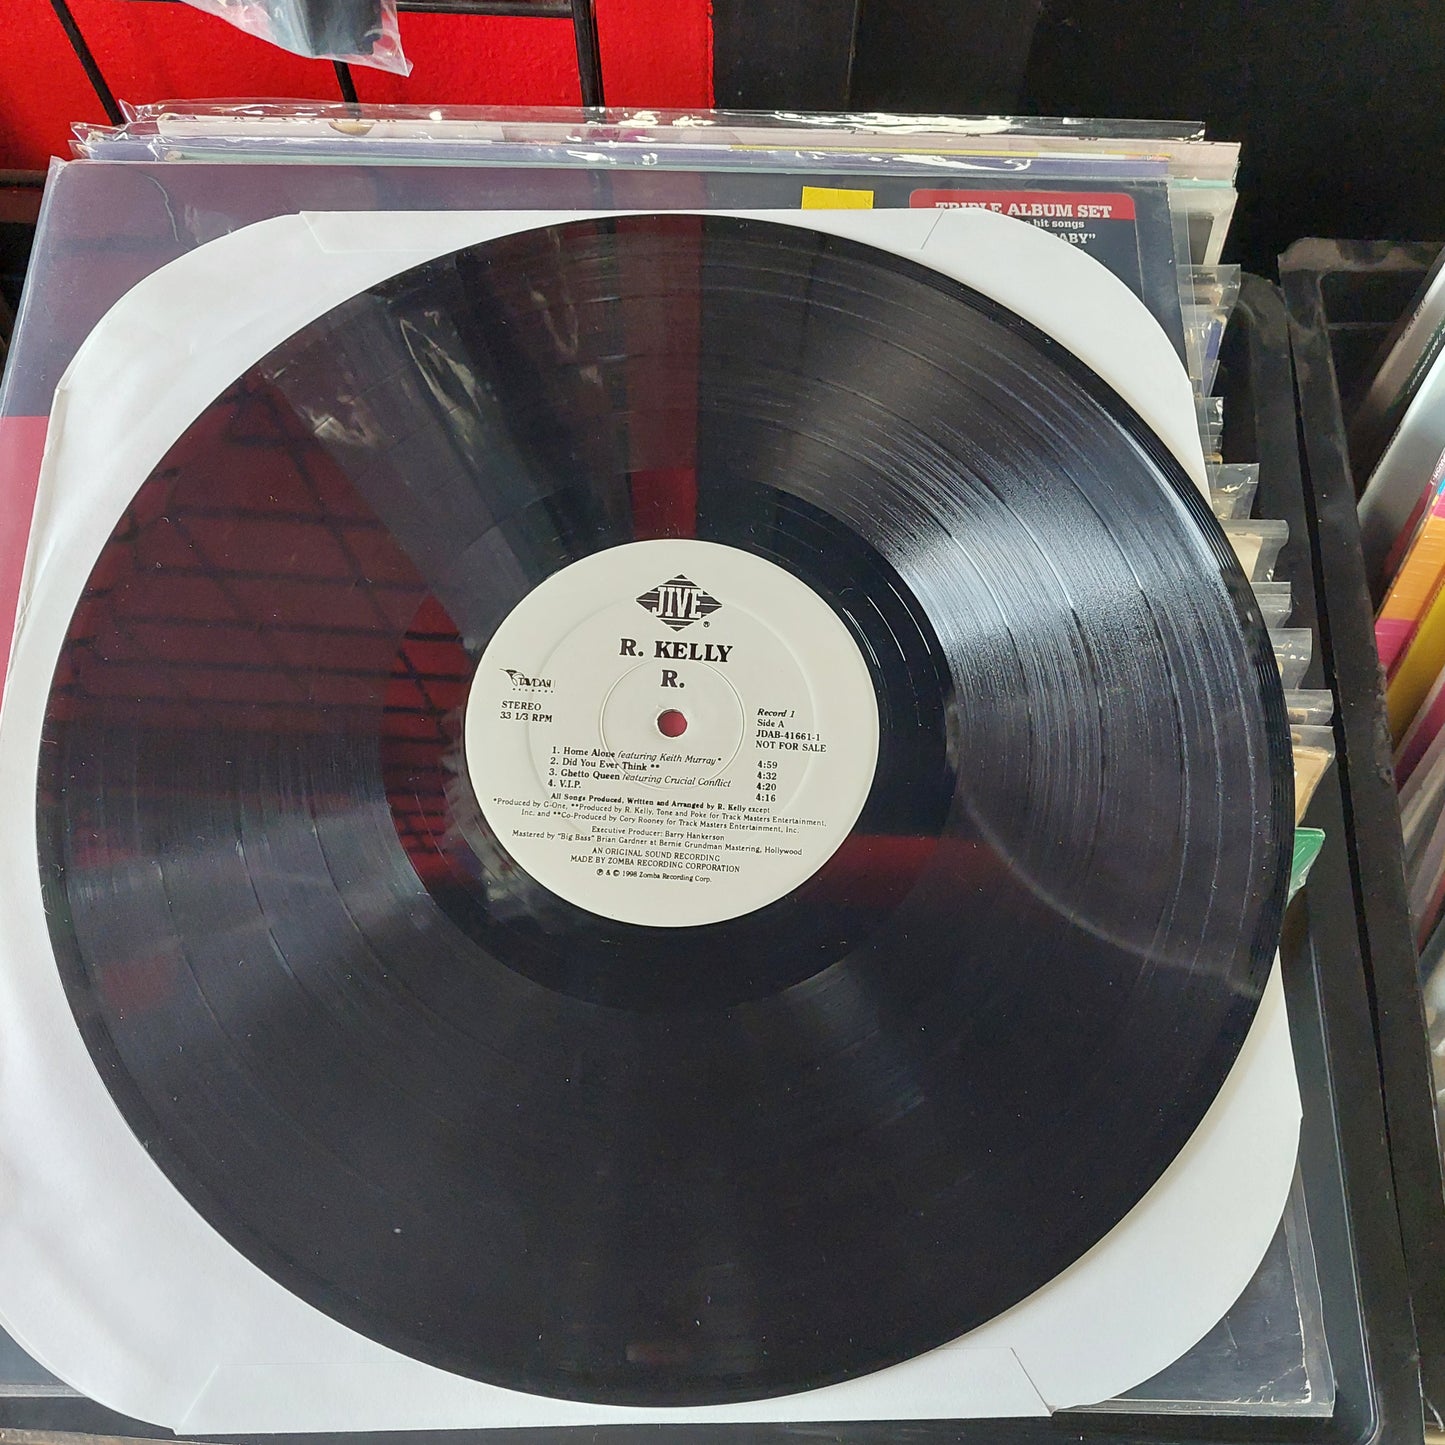 TRIPLE ALBUM SET
hit songs
BABY"
JIVE
®
R. KELLY
R.
TAMDASH
RECORDS
STEREO
33 1/3 RPM
Record 1
Side A
JDAB-41661-1
NOT FOR SALE
1. Home Alone featuring Keith Murray* 4:59
2. Did You Ever Think ** 4:32
3. Ghetto Queen featuring Crucial Conflict 4:20
4. V.I.P. 4:16
All Songs Produced, Written and Arranged by R. Kelly except
*Produced by G-One, **Produced by R. Kelly, Tone and Poke for Track Masters Entertainment,
Inc. and **Co-Produced by Cory Rooney for Track Masters Entertainment, Inc.
Executive Producer: Barry Hankerson
Mastered by "Big Bass" Brian Gardner at Bernie Grundman Mastering, Hollywood
AN ORIGINAL SOUND RECORDING
MADE BY ZOMBA RECORDING CORPORATION
℗ & © 1998 Zomba Recording Corp.